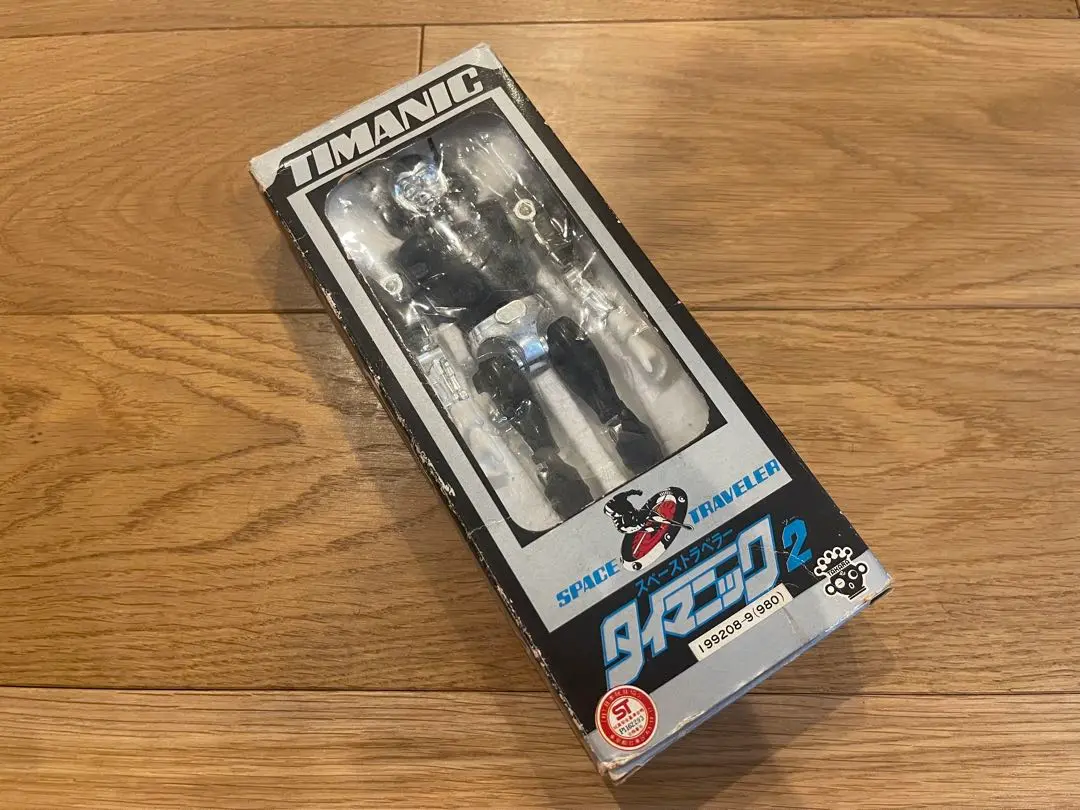 TIMANIC
SPACE TRAVELER
スペーストラベラー
タイマニック2
199208-9(980)
TAKARA
ST